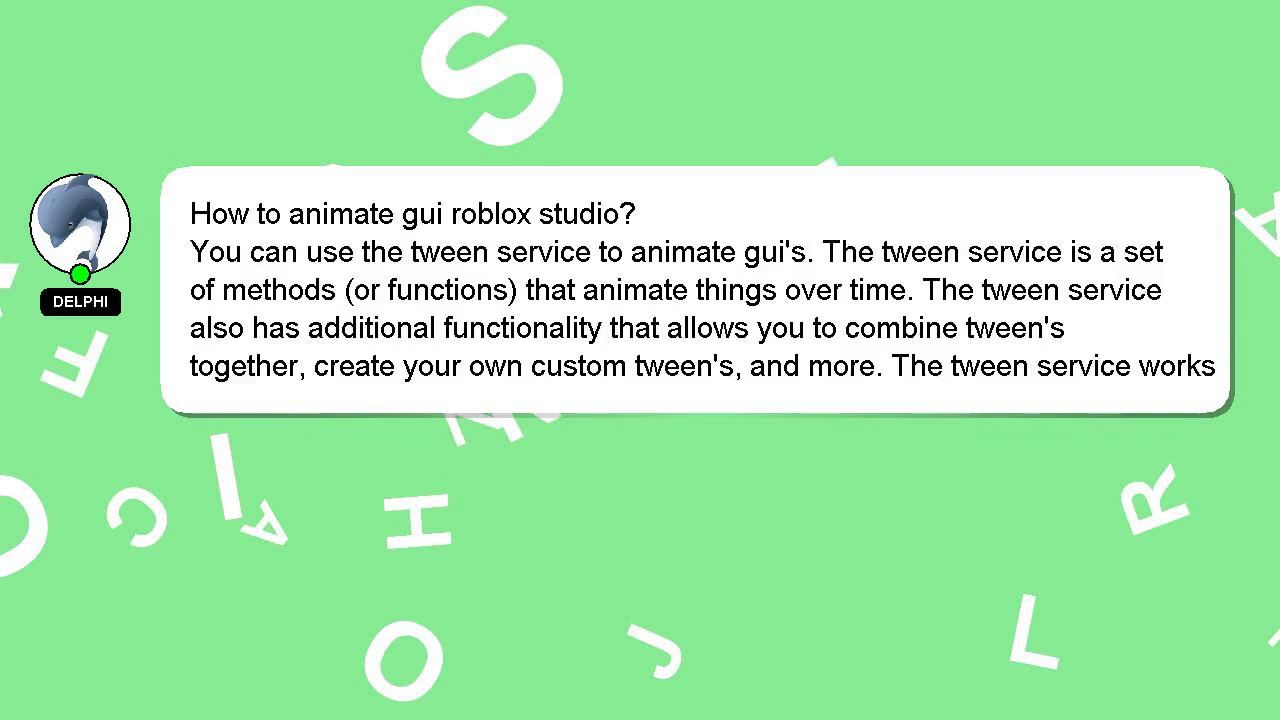 S
How to animate gui roblox studio?
You can use the tween service to animate gui's. The tween service is a set
of methods (or functions) that animate things over time. The tween service
also has additional functionality that allows you to combine tween's
together, create your own custom tween's, and more. The tween service works
DELPHI
A
F
I
O
C
A
H
R
O
J
L